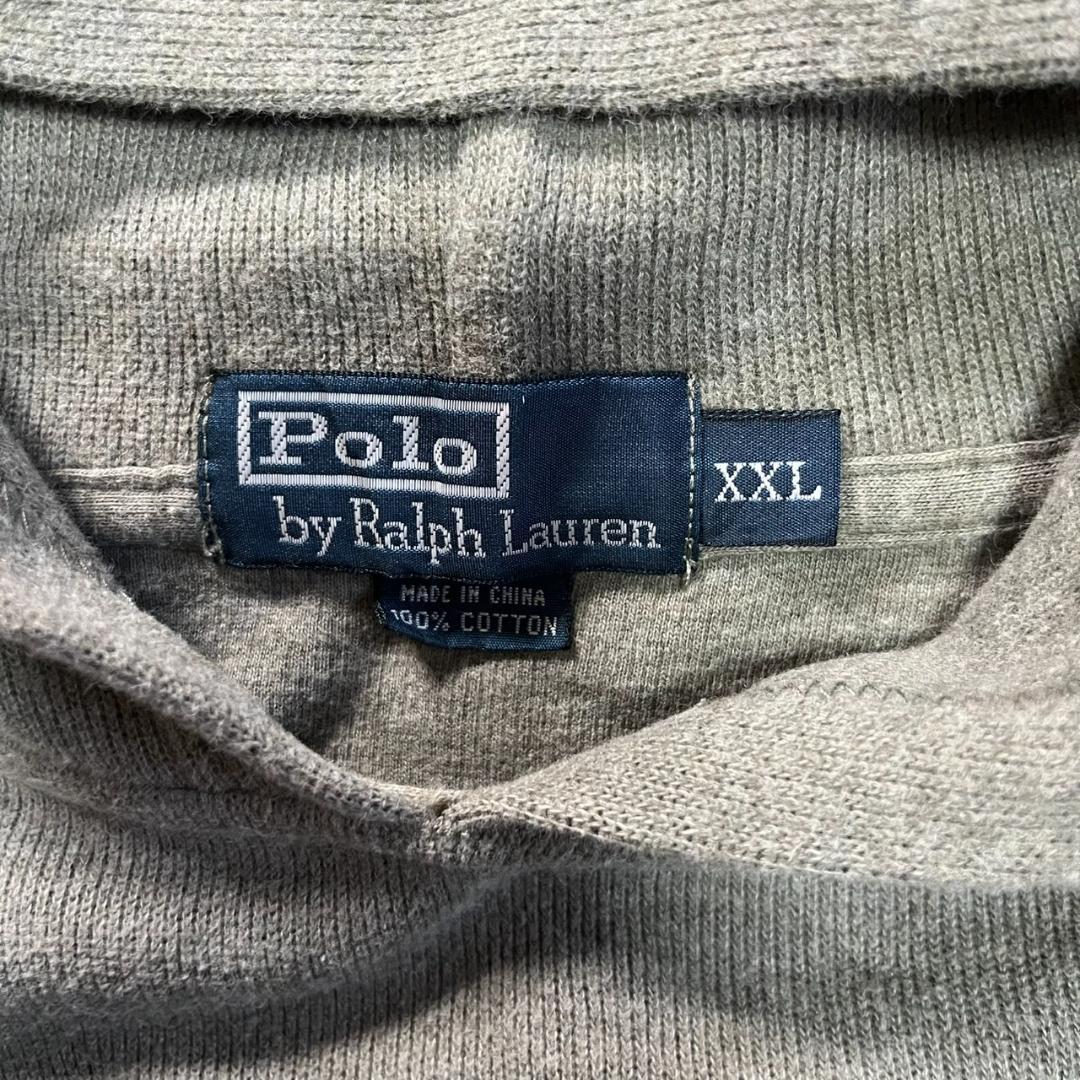 Polo
by Ralph Lauren
XXL
MADE IN CHINA
100% COTTON